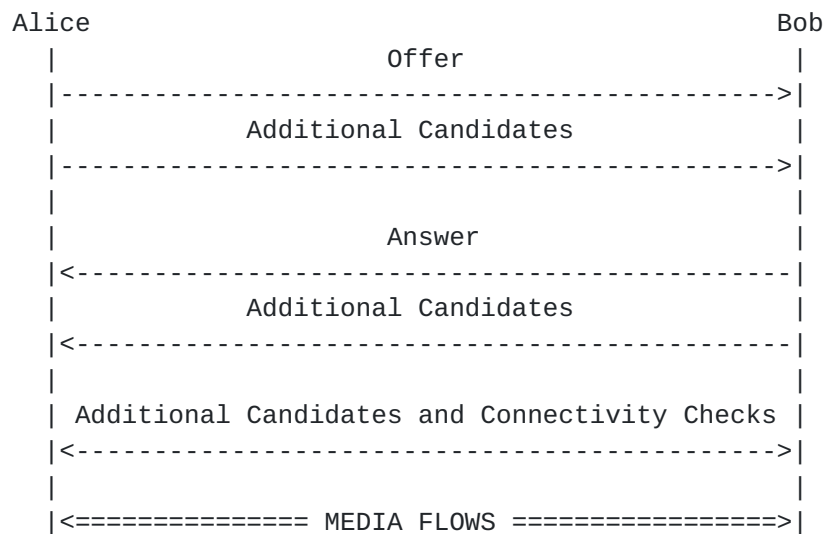 Alice Bob
| Offer |
|---------------------------------------------->|
| Additional Candidates |
|---------------------------------------------->|
| |
| Answer |
|<----------------------------------------------|
| Additional Candidates |
|<----------------------------------------------|
| |
| Additional Candidates and Connectivity Checks |
|<--------------------------------------------->|
| |
|<=============== MEDIA FLOWS =================>|